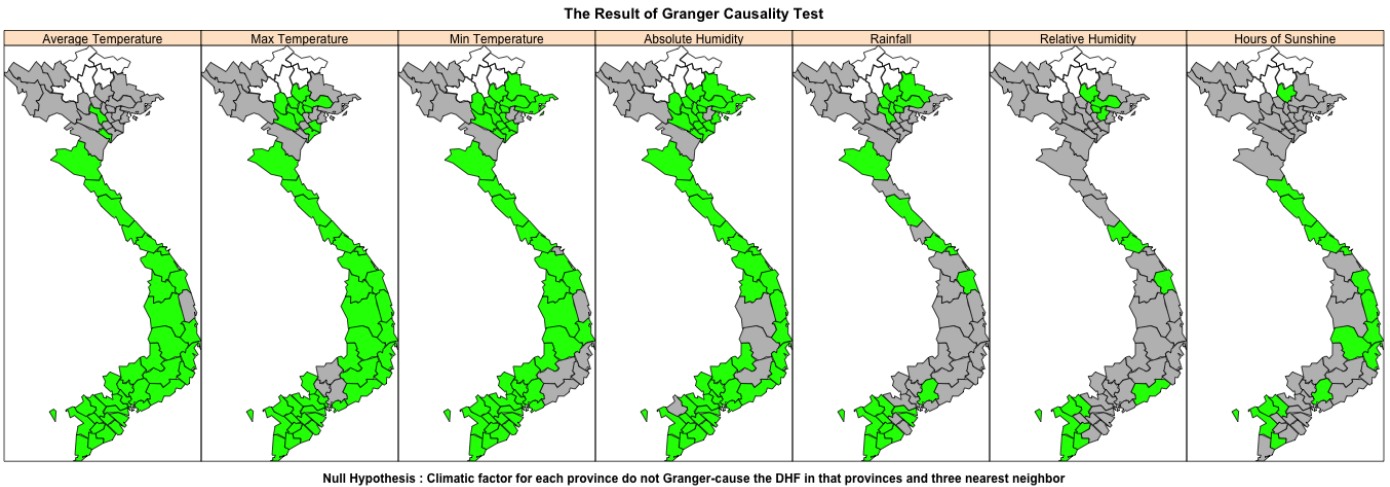 The Result of Granger Causality Test
Average Temperature
Max Temperature
Min Temperature
Absolute Humidity
Rainfall
Relative Humidity
Hours of Sunshine
Null Hypothesis : Climatic factor for each province do not Granger-cause the DHF in that provinces and three nearest neighbor